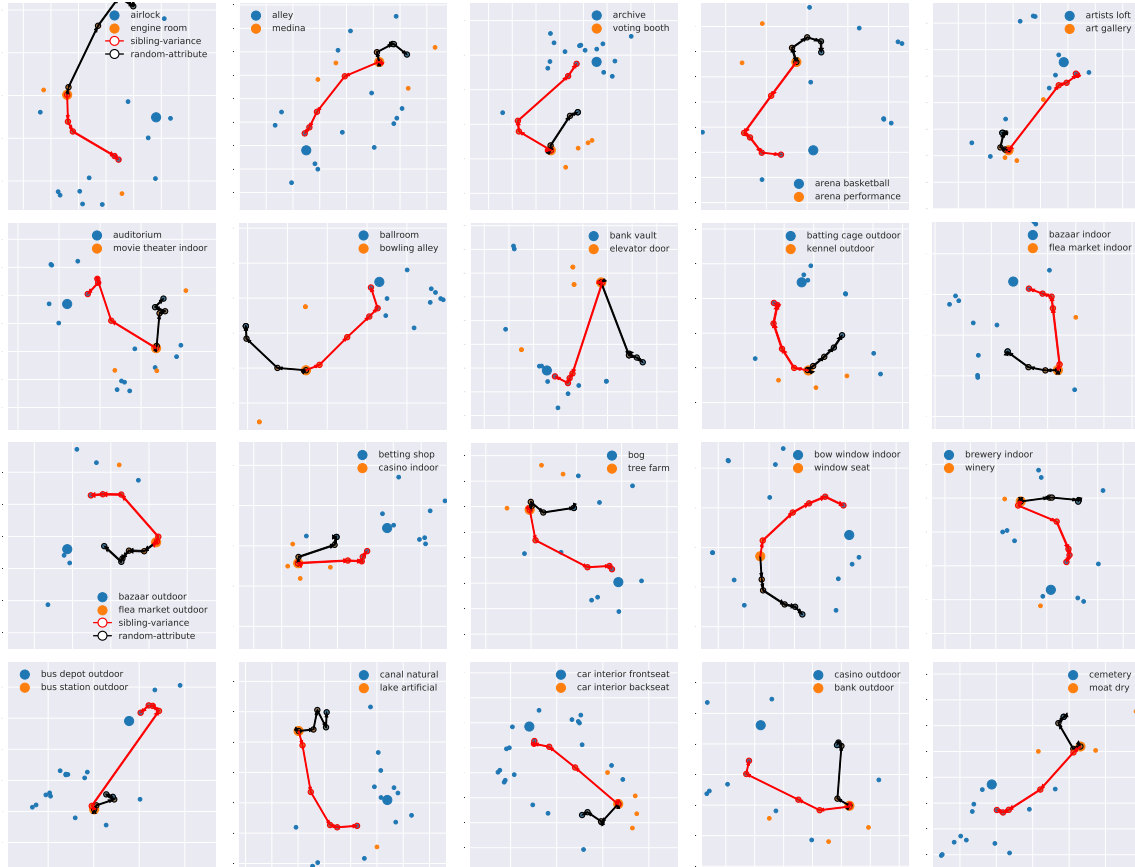 airlock
engine room
sibling-variance
random-attribute
alley
medina
archive
voting booth
arena basketball
arena performance
artists loft
art gallery
auditorium
movie theater indoor
ballroom
bowling alley
bank vault
elevator door
batting cage outdoor
kennel outdoor
bazaar indoor
flea market indoor
bazaar outdoor
flea market outdoor
sibling-variance
random-attribute
betting shop
casino indoor
bog
tree farm
bow window indoor
window seat
brewery indoor
winery
bus depot outdoor
bus station outdoor
canal natural
lake artificial
car interior frontseat
car interior backseat
casino outdoor
bank outdoor
cemetery
moat dry